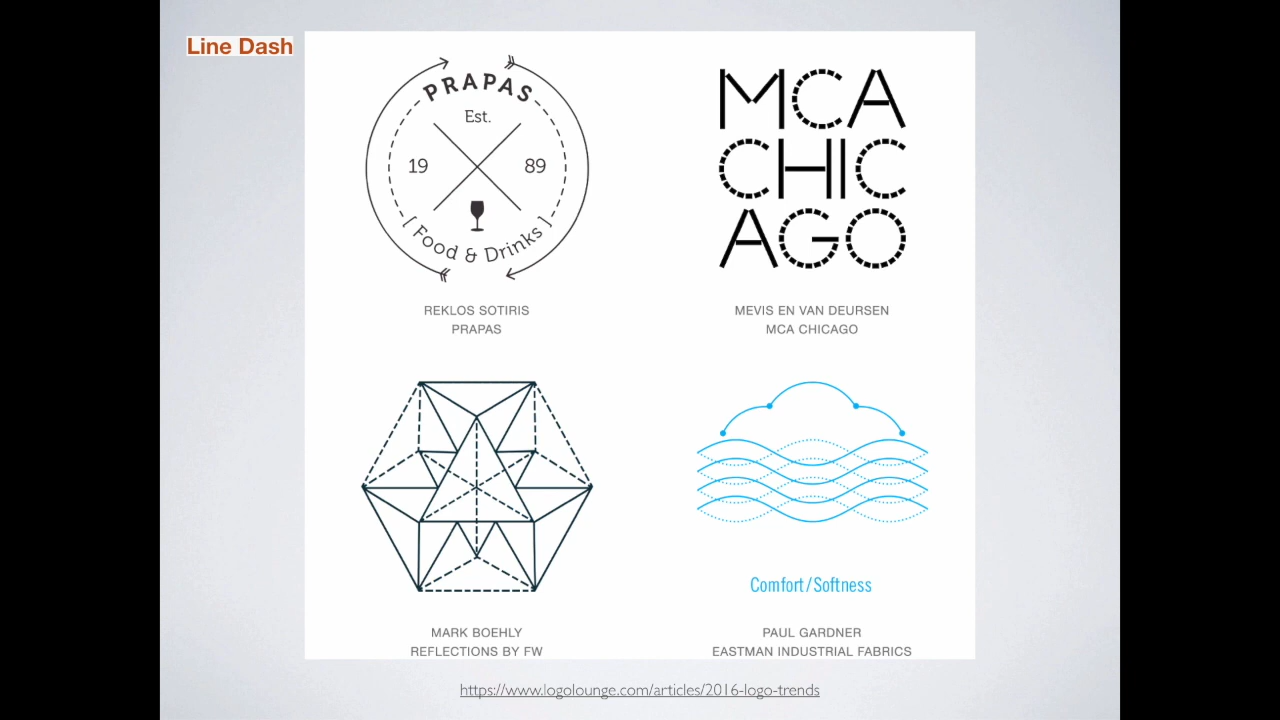 Line Dash
PRAPAS
Est.
19 89
[ Food & Drinks ]
MCA
CHIC
AGO
REKLOS SOTIRIS
PRAPAS
MEVIS EN VAN DEURSEN
MCA CHICAGO
Comfort/Softness
MARK BOEHLY
REFLECTIONS BY FW
PAUL GARDNER
EASTMAN INDUSTRIAL FABRICS
https://www.logolounge.com/articles/2016-logo-trends